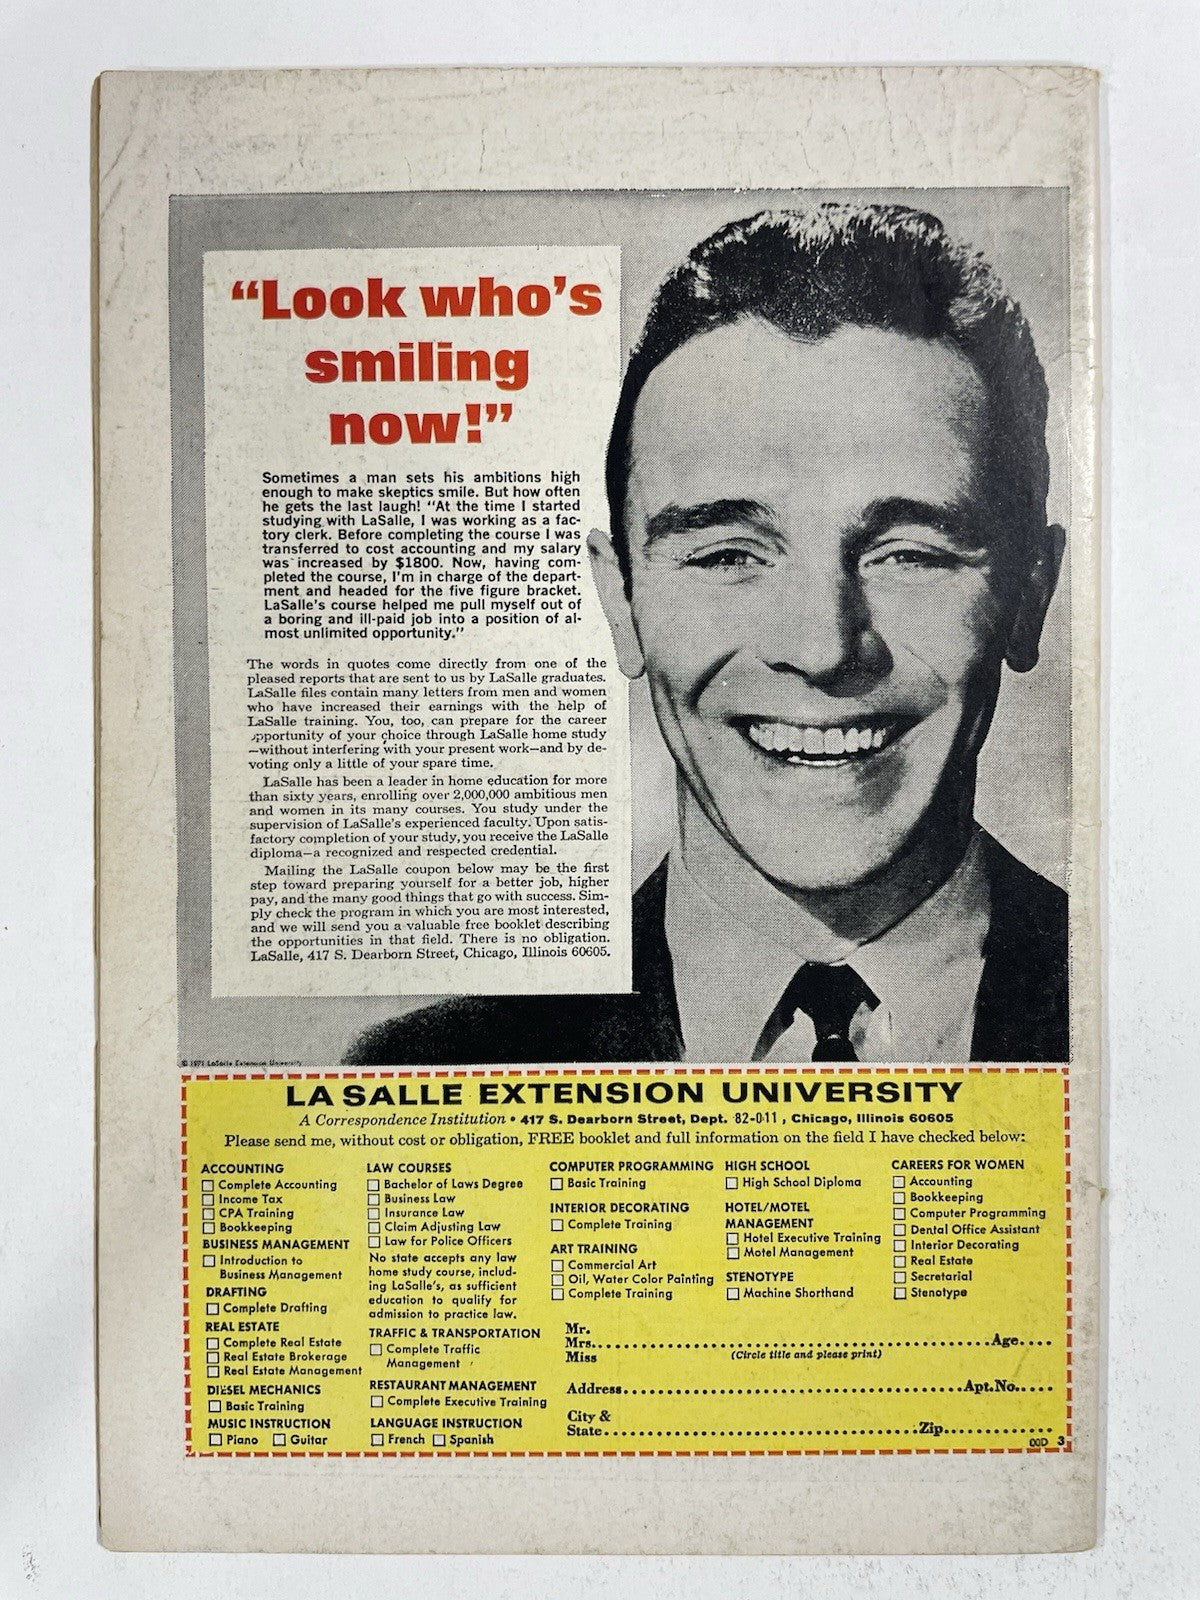 “Look who’s
smiling
now!”
Sometimes a man sets his ambitions high
enough to make skeptics smile. But how often
he gets the last laugh! “At the time I started
studying with LaSalle, I was working as a fac-
tory clerk. Before completing the course I was
transferred to cost accounting and my salary
was increased by $1800. Now, having com-
pleted the course, I’m in charge of the depart-
ment and headed for the five figure bracket.
LaSalle’s course helped me pull myself out of
a boring and ill-paid job into a position of al-
most unlimited opportunity.”
The words in quotes come directly from one of the
pleased reports that are sent to us by LaSalle graduates.
LaSalle files contain many letters from men and women
who have increased their earnings with the help of
LaSalle training. You, too, can prepare for the career
opportunity of your choice through LaSalle home study
—without interfering with your present work—and by de-
voting only a little of your spare time.
LaSalle has been a leader in home education for more
than sixty years, enrolling over 2,000,000 ambitious men
and women in its many courses. You study under the
supervision of LaSalle’s experienced faculty. Upon satis-
factory completion of your study, you receive the LaSalle
diploma—a recognized and respected credential.
Mailing the LaSalle coupon below may be the first
step toward preparing yourself for a better job, higher
pay, and the many good things that go with success. Sim-
ply check the program in which you are most interested,
and we will send you a valuable free booklet describing
the opportunities in that field. There is no obligation.
LaSalle, 417 S. Dearborn Street, Chicago, Illinois 60605.
© 1971 LaSalle Extension University
LA SALLE EXTENSION UNIVERSITY
A Correspondence Institution • 417 S. Dearborn Street, Dept. 82-011, Chicago, Illinois 60605
Please send me, without cost or obligation, FREE booklet and full information on the field I have checked below:
ACCOUNTING
Complete Accounting
Income Tax
CPA Training
Bookkeeping
BUSINESS MANAGEMENT
Introduction to
Business Management
DRAFTING
Complete Drafting
REAL ESTATE
Complete Real Estate
Real Estate Brokerage
Real Estate Management
DIESEL MECHANICS
Basic Training
MUSIC INSTRUCTION
Piano Guitar
LAW COURSES
Bachelor of Laws Degree
Business Law
Insurance Law
Claim Adjusting Law
Law for Police Officers
No state accepts any law
home study course, includ-
ing LaSalle’s, as sufficient
education to qualify for
admission to practice law.
TRAFFIC & TRANSPORTATION
Complete Traffic
Management
RESTAURANT MANAGEMENT
Complete Executive Training
LANGUAGE INSTRUCTION
French Spanish
COMPUTER PROGRAMMING
Basic Training
INTERIOR DECORATING
Complete Training
ART TRAINING
Commercial Art
Oil, Water Color Painting
Complete Training
HIGH SCHOOL
High School Diploma
HOTEL/MOTEL
MANAGEMENT
Hotel Executive Training
Motel Management
STENOTYPE
Machine Shorthand
CAREERS FOR WOMEN
Accounting
Bookkeeping
Computer Programming
Dental Office Assistant
Interior Decorating
Real Estate
Secretarial
Stenotype
Mr.
Mrs. Age
Miss (Circle title and please print)
Address Apt. No.
City &
State Zip
00D 3